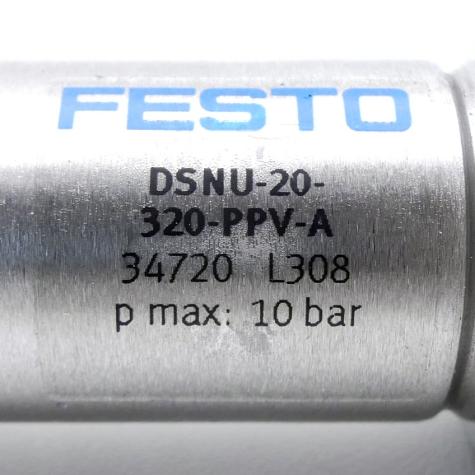 FESTO
DSNU-20-
320-PPV-A
34720 L308
p max: 10 bar